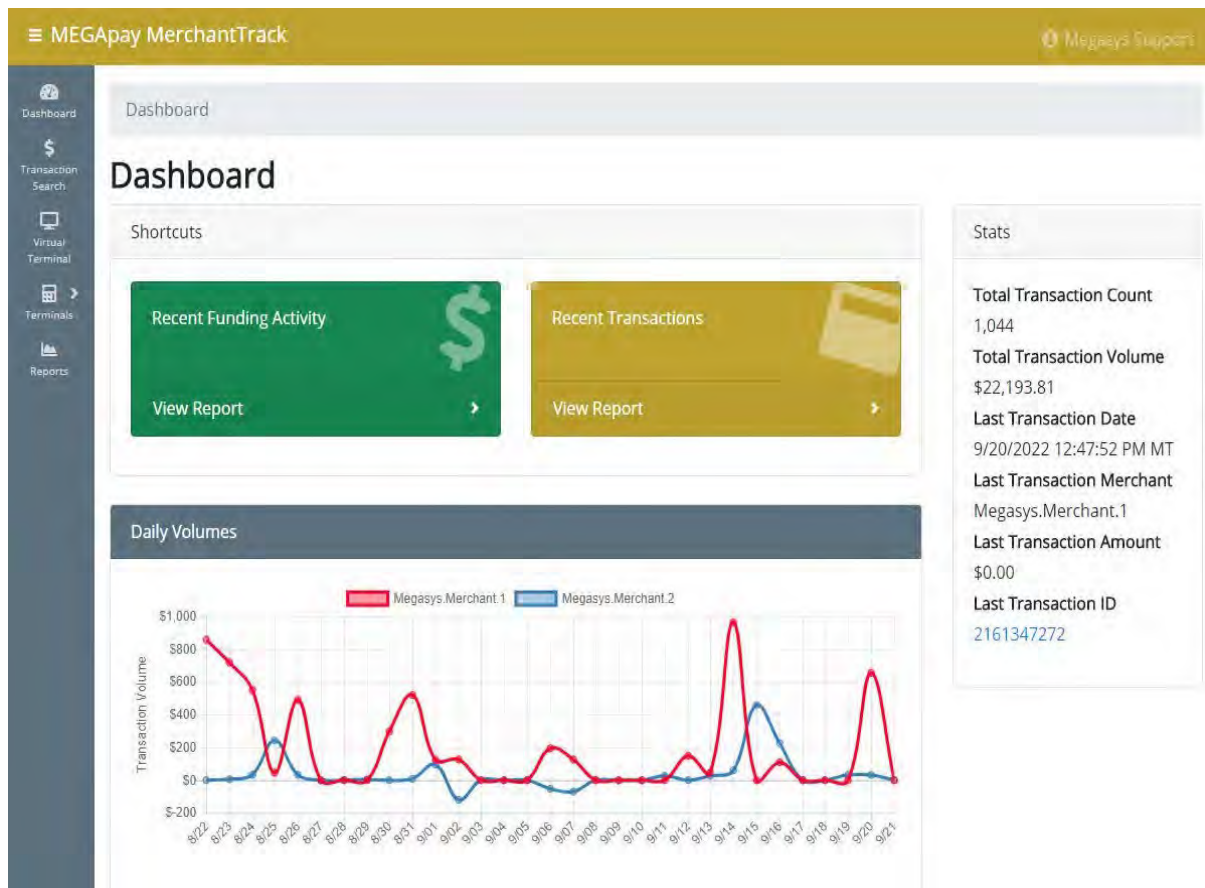 MEGApay MerchantTrack
Megasys Support
Dashboard
Transaction
Search
Virtual
Terminal
Terminals
Reports
Dashboard
Dashboard
Shortcuts
Recent Funding Activity
View Report
Recent Transactions
View Report
Stats
Total Transaction Count
1,044
Total Transaction Volume
$22,193.81
Last Transaction Date
9/20/2022 12:47:52 PM MT
Last Transaction Merchant
Megasys.Merchant.1
Last Transaction Amount
$0.00
Last Transaction ID
2161347272
Daily Volumes
Megasys.Merchant.1 Megasys.Merchant.2
Transaction Volume
$1,000
$800
$600
$400
$200
$0
$-200
8/22 8/23 8/24 8/25 8/26 8/27 8/28 8/29 8/30 8/31 9/01 9/02 9/03 9/04 9/05 9/06 9/07 9/08 9/09 9/10 9/11 9/12 9/13 9/14 9/15 9/16 9/17 9/18 9/19 9/20 9/21